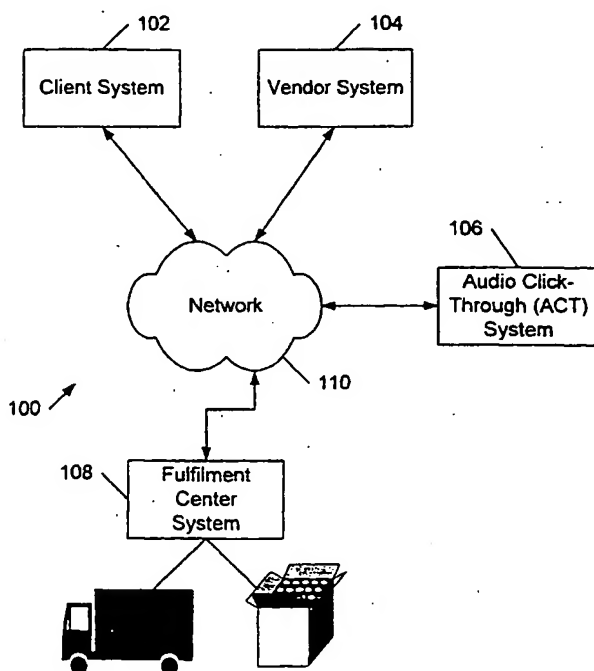 102
104
Client System
Vendor System
106
Audio Click-
Through (ACT)
System
Network
110
100
108
Fulfilment
Center
System